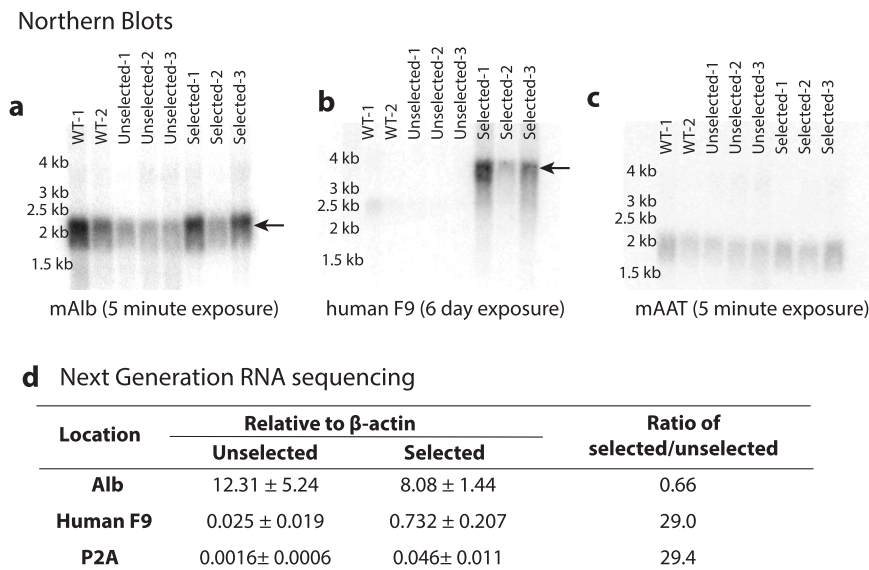 Northern Blots
a
WT-1
WT-2
Unselected-1
Unselected-2
Unselected-3
Selected-1
Selected-2
Selected-3
4 kb
3 kb
2.5 kb
2 kb
1.5 kb
mAlb (5 minute exposure)
b
WT-1
WT-2
Unselected-1
Unselected-2
Unselected-3
Selected-1
Selected-2
Selected-3
4 kb
3 kb
2.5 kb
2 kb
1.5 kb
human F9 (6 day exposure)
c
WT-1
WT-2
Unselected-1
Unselected-2
Unselected-3
Selected-1
Selected-2
Selected-3
4 kb
3 kb
2.5 kb
2 kb
1.5 kb
mAAT (5 minute exposure)
d Next Generation RNA sequencing
Location
Relative to β-actin
Ratio of
selected/unselected
Unselected Selected
Alb 12.31 ± 5.24 8.08 ± 1.44 0.66
Human F9 0.025 ± 0.019 0.732 ± 0.207 29.0
P2A 0.0016± 0.0006 0.046± 0.011 29.4